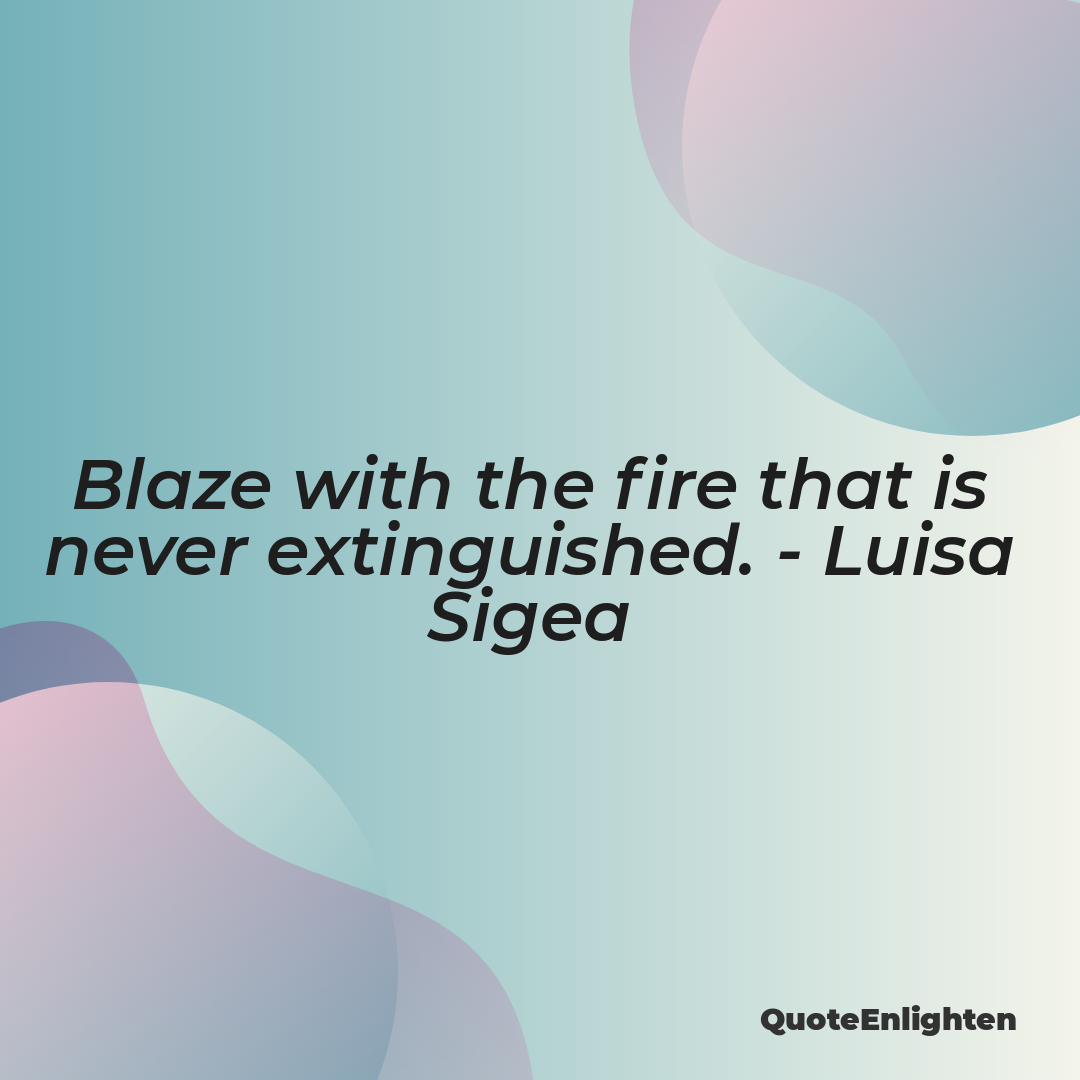 Blaze with the fire that is
never extinguished. - Luisa
Sigea
QuoteEnlighten